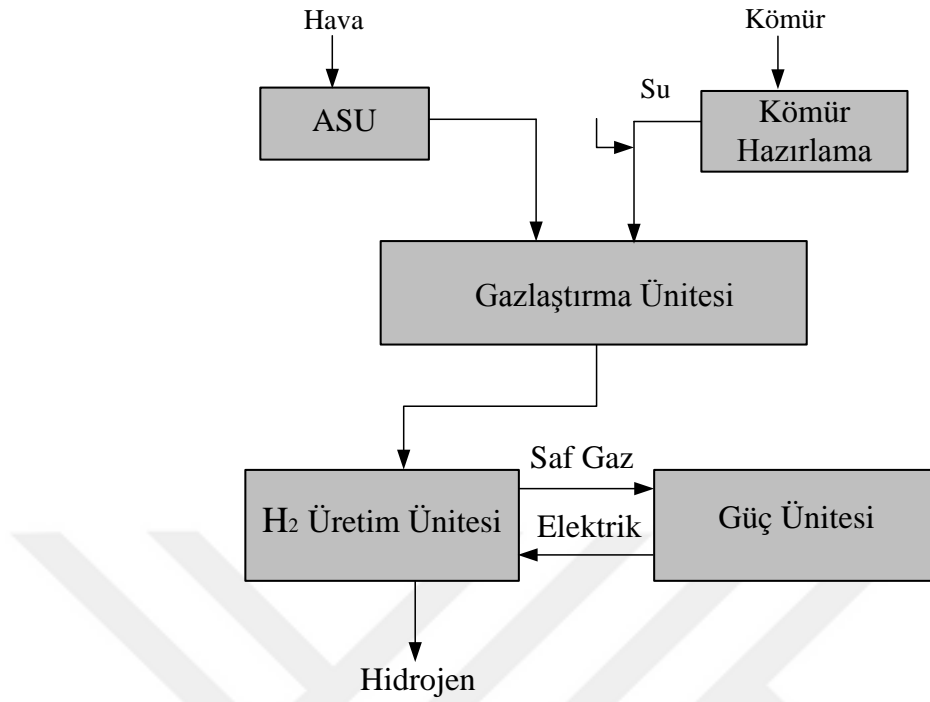 Hava
Kömür
ASU
Su
Kömür
Hazırlama
Gazlaştırma Ünitesi
Saf Gaz
H2 Üretim Ünitesi
Güç Ünitesi
Elektrik
Hidrojen